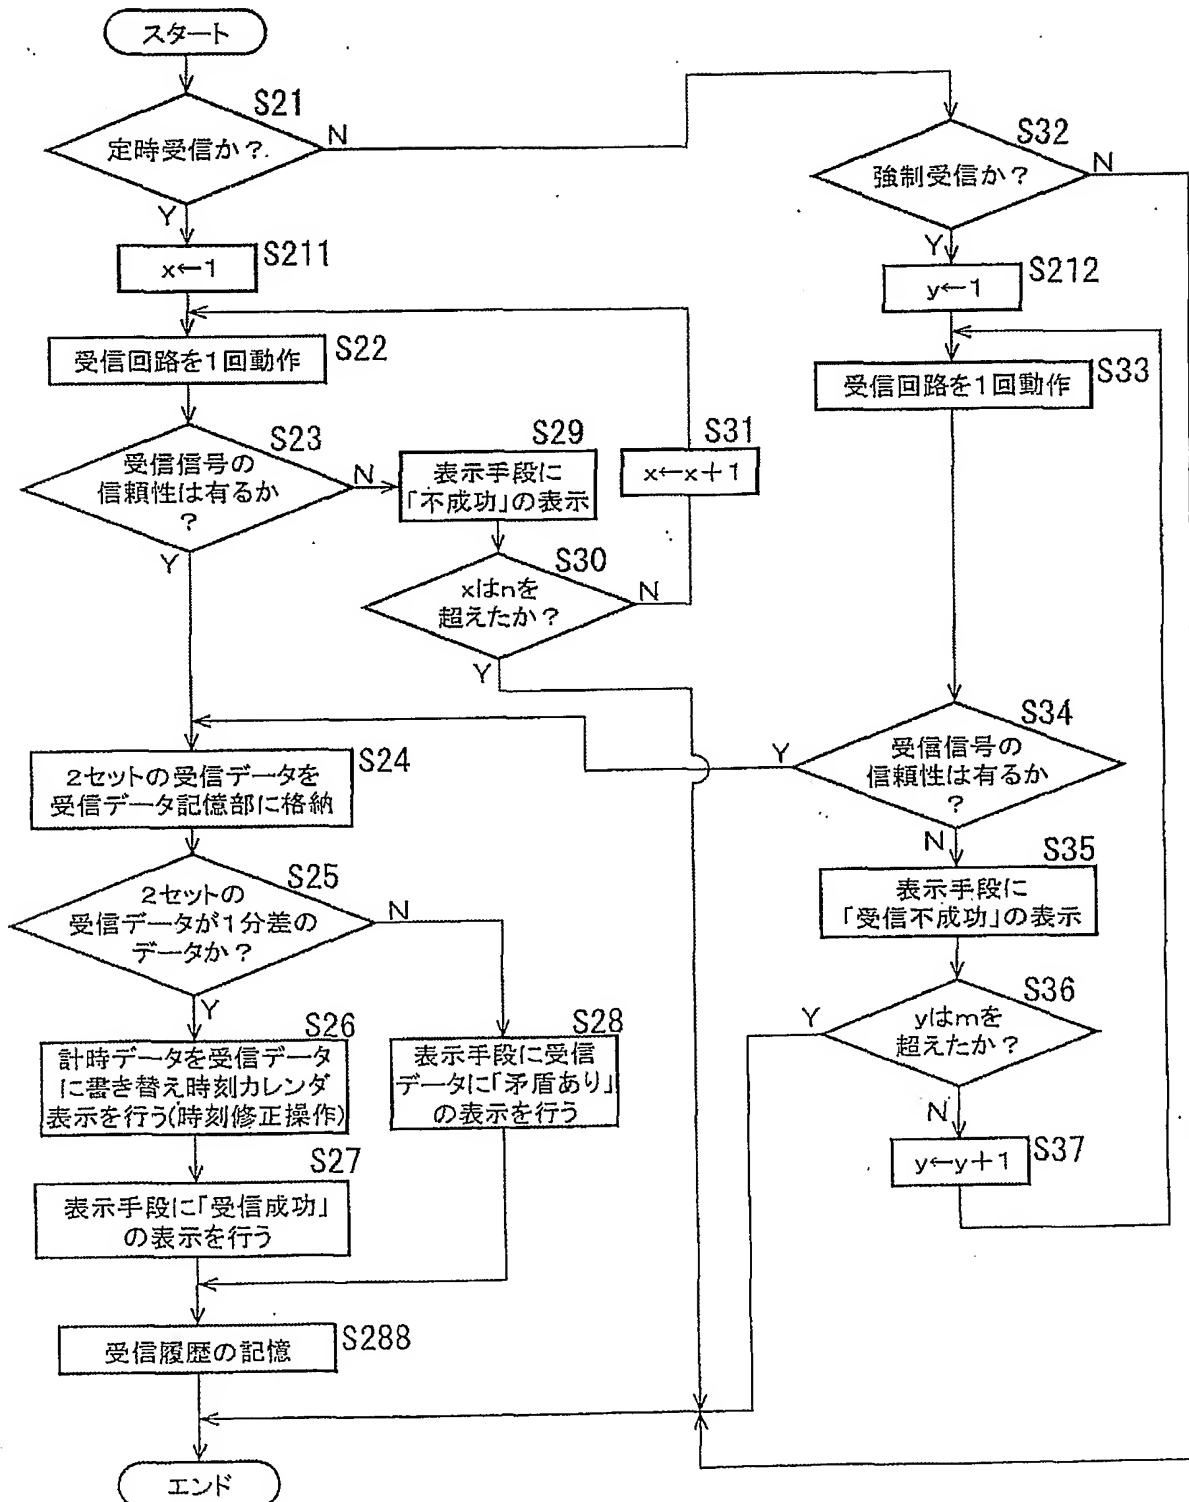 スタート
S21
定時受信か？
N
Y
S211
x←1
S22
受信回路を1回動作
S23
受信信号の
信頼性は有るか
？
N
Y
S29
表示手段に
「不成功」の表示
S30
xはnを
超えたか？
N
Y
S31
x←x+1
S24
2セットの受信データを
受信データ記憶部に格納
S25
2セットの
受信データが1分差の
データか？
N
Y
S26
計時データを受信データ
に書き替え時刻カレンダ
表示を行う(時刻修正操作)
S27
表示手段に「受信成功」
の表示を行う
S28
表示手段に受信
データに「矛盾あり」
の表示を行う
S288
受信履歴の記憶
エンド
S32
強制受信か？
N
Y
S212
y←1
S33
受信回路を1回動作
S34
受信信号の
信頼性は有るか
？
Y
N
S35
表示手段に
「受信不成功」の表示
S36
yはmを
超えたか？
Y
N
S37
y←y+1